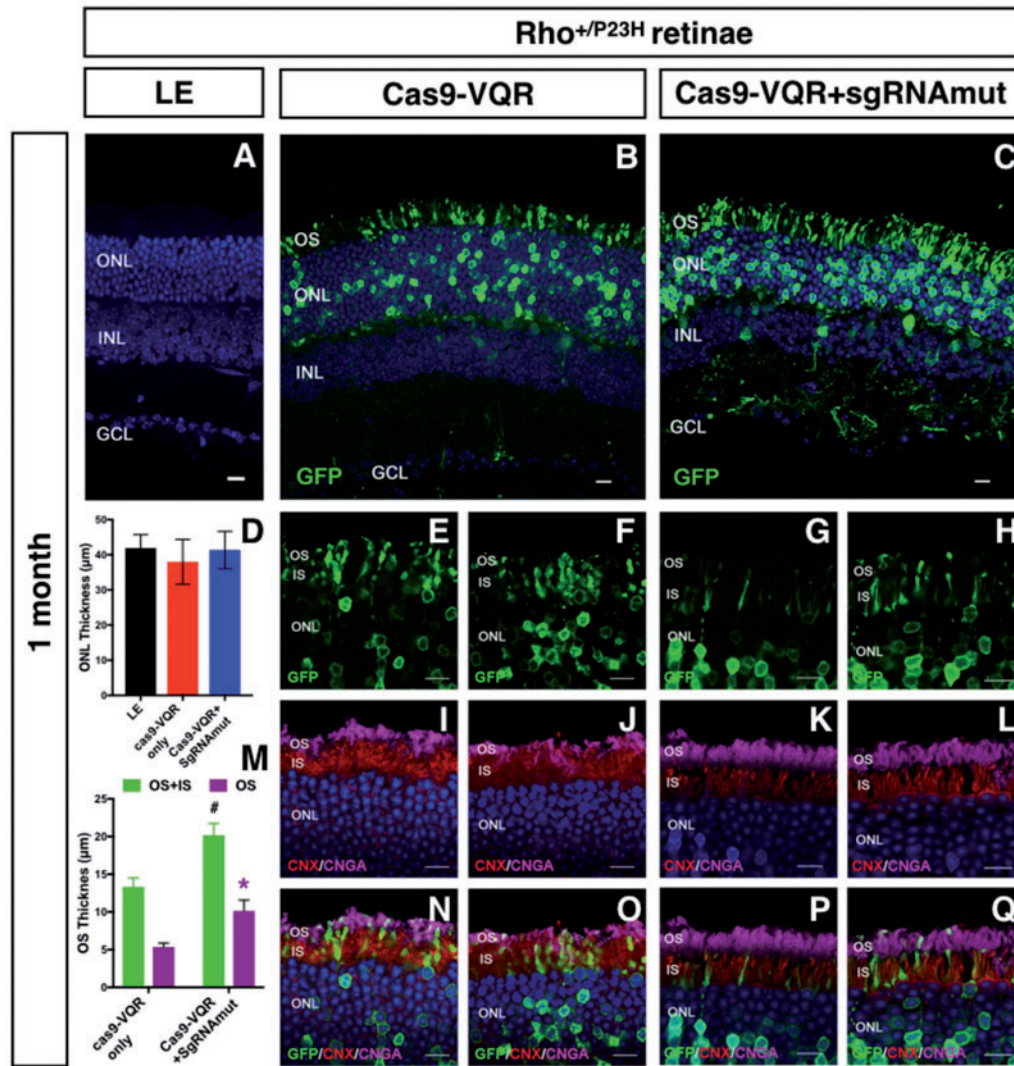 Rho+/P23H retinae
LE
Cas9-VQR
Cas9-VQR+sgRNAmut
1 month
A
ONL
INL
GCL
B
OS
ONL
INL
GFP
GCL
C
OS
ONL
INL
GCL
GFP
D
ONL Thickness (µm)
50
40
30
20
10
0
LE
cas9-VQR
only
Cas9-VQR+
SgRNAmut
E
OS
IS
ONL
GFP
F
OS
IS
ONL
GFP
G
OS
IS
ONL
GFP
H
OS
IS
ONL
GFP
I
OS
IS
ONL
CNX/CNGA
J
OS
IS
ONL
CNX/CNGA
K
OS
IS
ONL
CNX/CNGA
L
OS
IS
ONL
CNX/CNGA
M
OS+IS
OS
OS Thicknes (µm)
25
20
15
10
5
0
#
*
cas9-VQR
only
Cas9-VQR
+SgRNAmut
N
OS
IS
ONL
GFP/CNX/CNGA
O
OS
IS
ONL
GFP/CNX/CNGA
P
OS
IS
ONL
GFP/CNX/CNGA
Q
OS
IS
ONL
GFP/CNX/CNGA